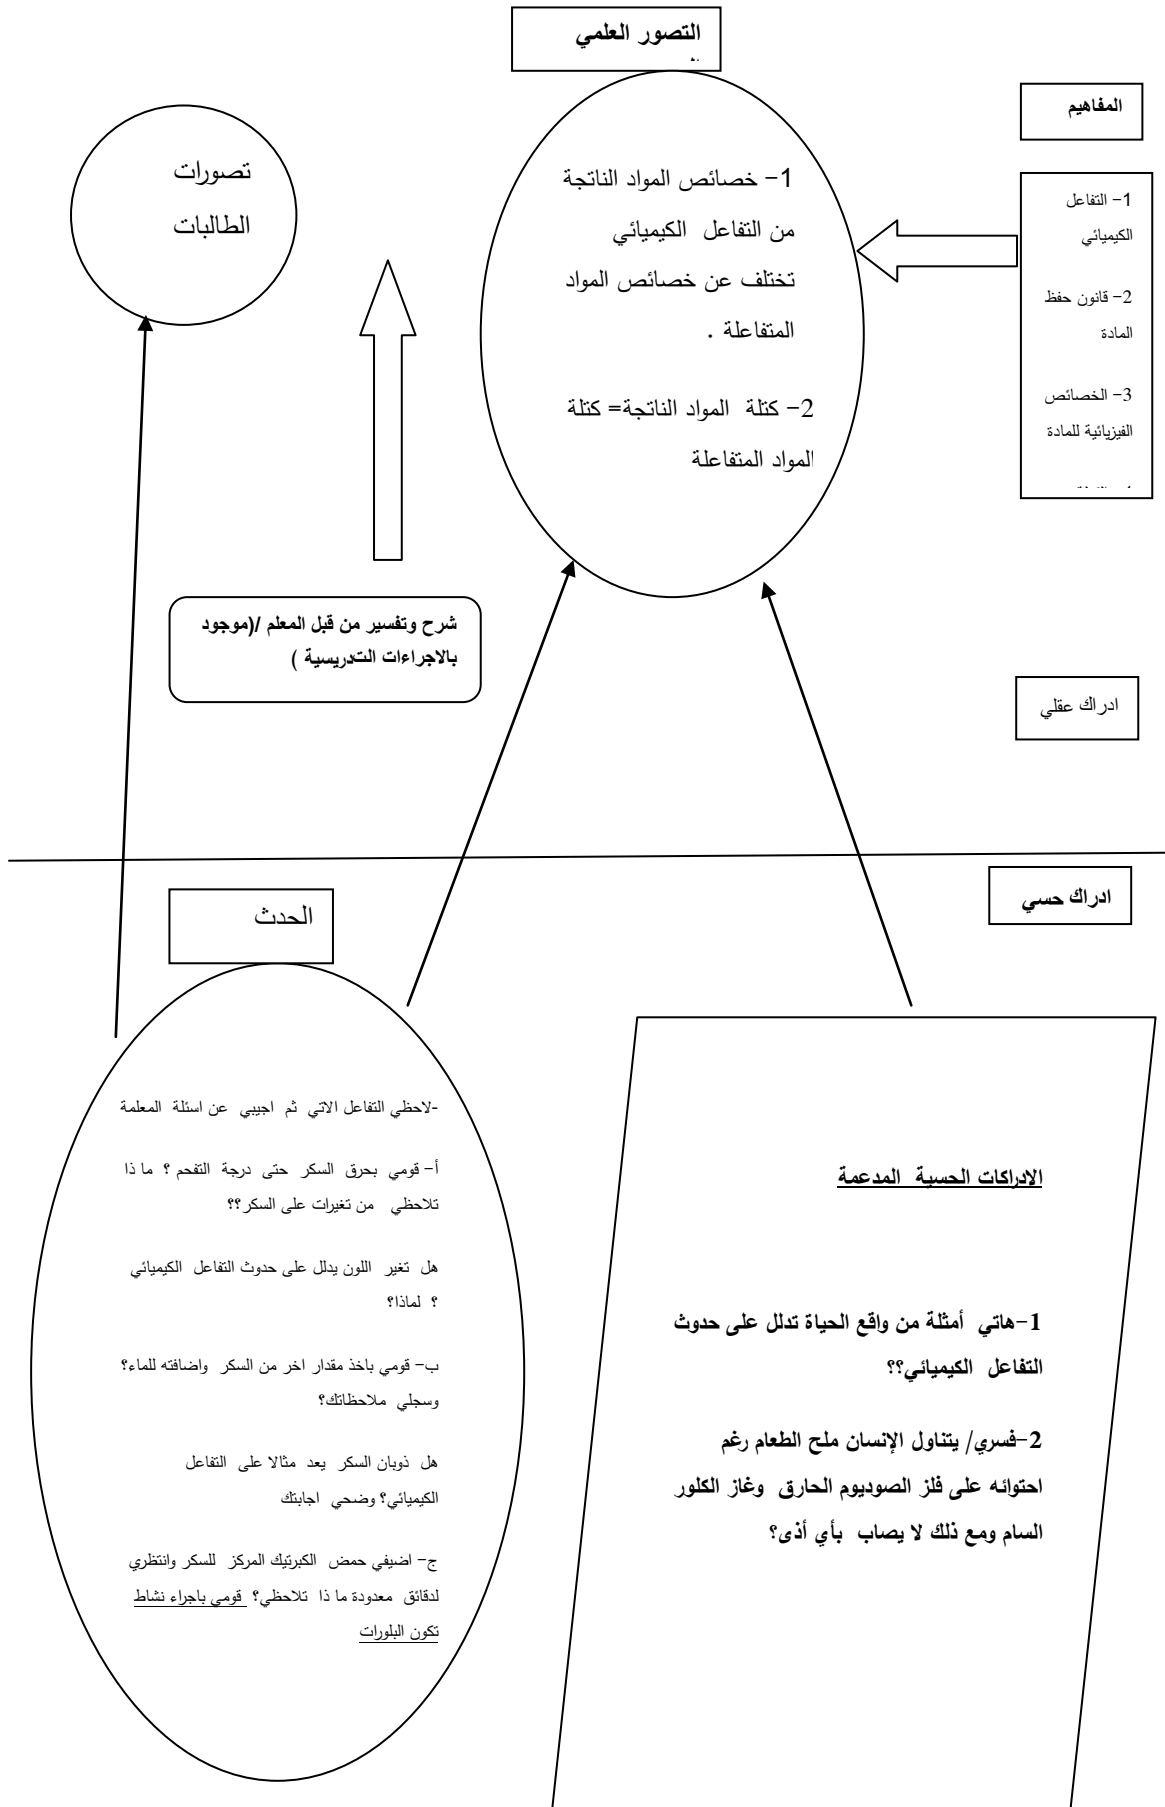 التصور العلمي
المفاهيم
تصورات
الطالبات
1- خصائص المواد الناتجة
من التفاعل الكيميائي
تختلف عن خصائص المواد
المتفاعلة .
2- كتلة المواد الناتجة= كتلة
المواد المتفاعلة
1- التفاعل
الكيميائي
2- قانون حفظ
المادة
3- الخصائص
الفيزيائية للمادة
شرح وتفسير من قبل المعلم /(موجود
بالاجراءات التدريسية )
ادراك عقلي
ادراك حسي
الحدث
-لاحظي التفاعل الاتي ثم اجيبي عن اسئلة المعلمة
أ- قومي بحرق السكر حتى درجة التفحم ؟ ما ذا
تلاحظي من تغيرات على السكر؟؟
هل تغير اللون يدلل على حدوث التفاعل الكيميائي
؟ لماذا؟
ب- قومي باخذ مقدار اخر من السكر واضافته للماء؟
وسجلي ملاحظاتك؟
هل ذوبان السكر يعد مثالا على التفاعل
الكيميائي؟ وضحي اجابتك
ج- اضيفي حمض الكبرتيك المركز للسكر وانتظري
لدقائق معدودة ما ذا تلاحظي؟ قومي باجراء نشاط
تكون البلورات
الادراكات الحسية المدعمة
1-هاتي أمثلة من واقع الحياة تدلل على حدوث
التفاعل الكيميائي؟؟
2-فسري/ يتناول الإنسان ملح الطعام رغم
احتوائه على فلز الصوديوم الحارق وغاز الكلور
السام ومع ذلك لا يصاب بأي أذى؟